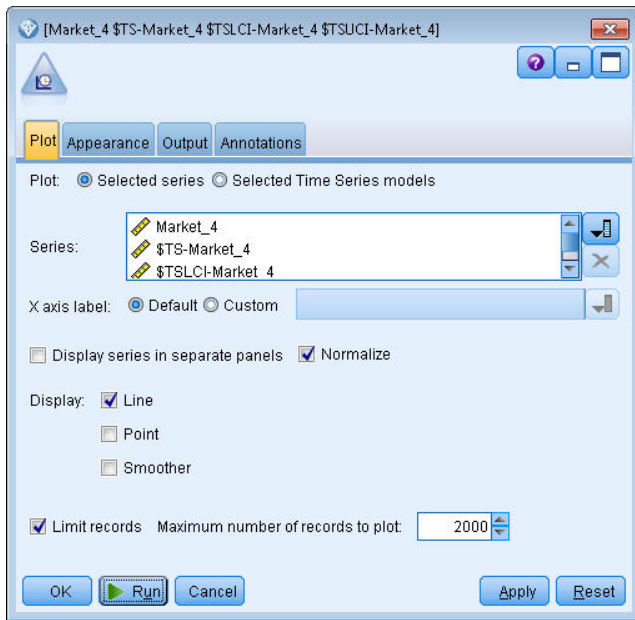 [Market_4 $TS-Market_4 $TSLCI-Market_4 $TSUCI-Market_4]
Plot Appearance Output Annotations
Plot: Selected series Selected Time Series models
Series:
Market_4
$TS-Market_4
$TSLCI-Market_4
X axis label: Default Custom
Display series in separate panels Normalize
Display: Line
Point
Smoother
Limit records Maximum number of records to plot: 2000
OK Run Cancel Apply Reset